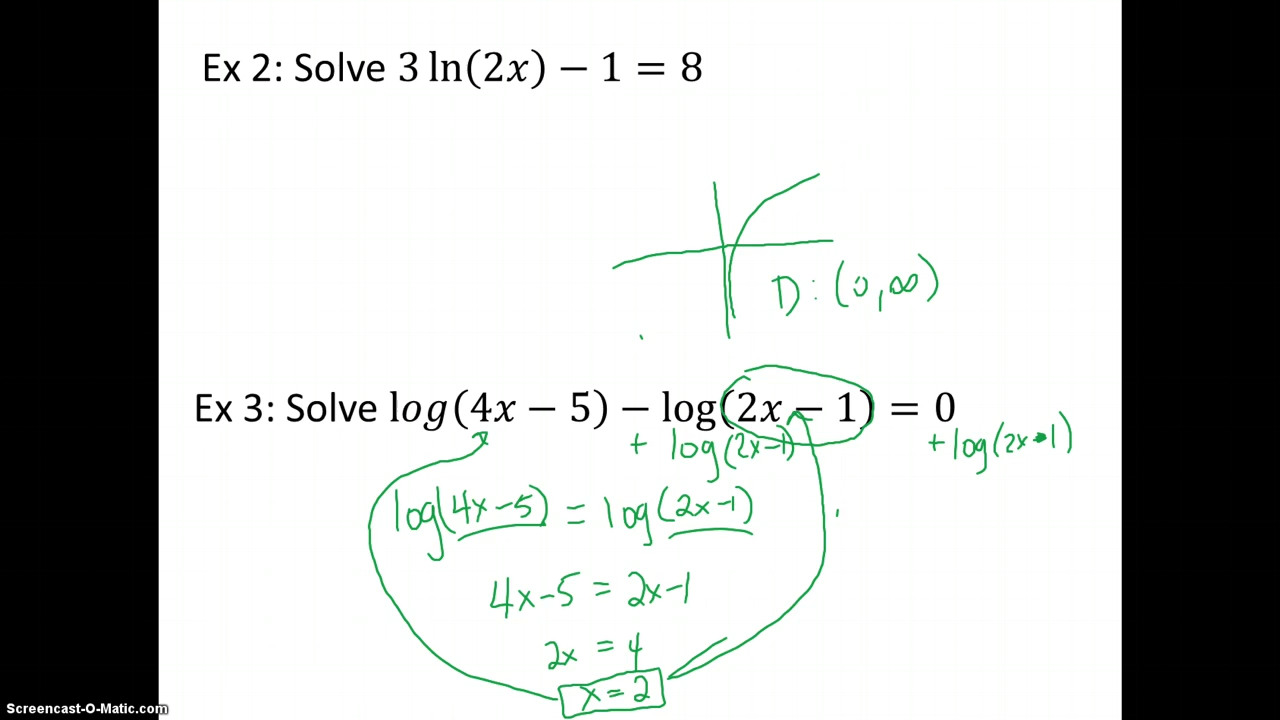 Ex 2: Solve 3 ln(2x) − 1 = 8
D: (0, ∞)
Ex 3: Solve log(4x − 5) − log(2x − 1) = 0
+ log(2x−1) +log(2x-1)
log(4x−5) = log(2x−1)
4x−5 = 2x−1
2x = 4
x = 2
Screencast-O-Matic.com